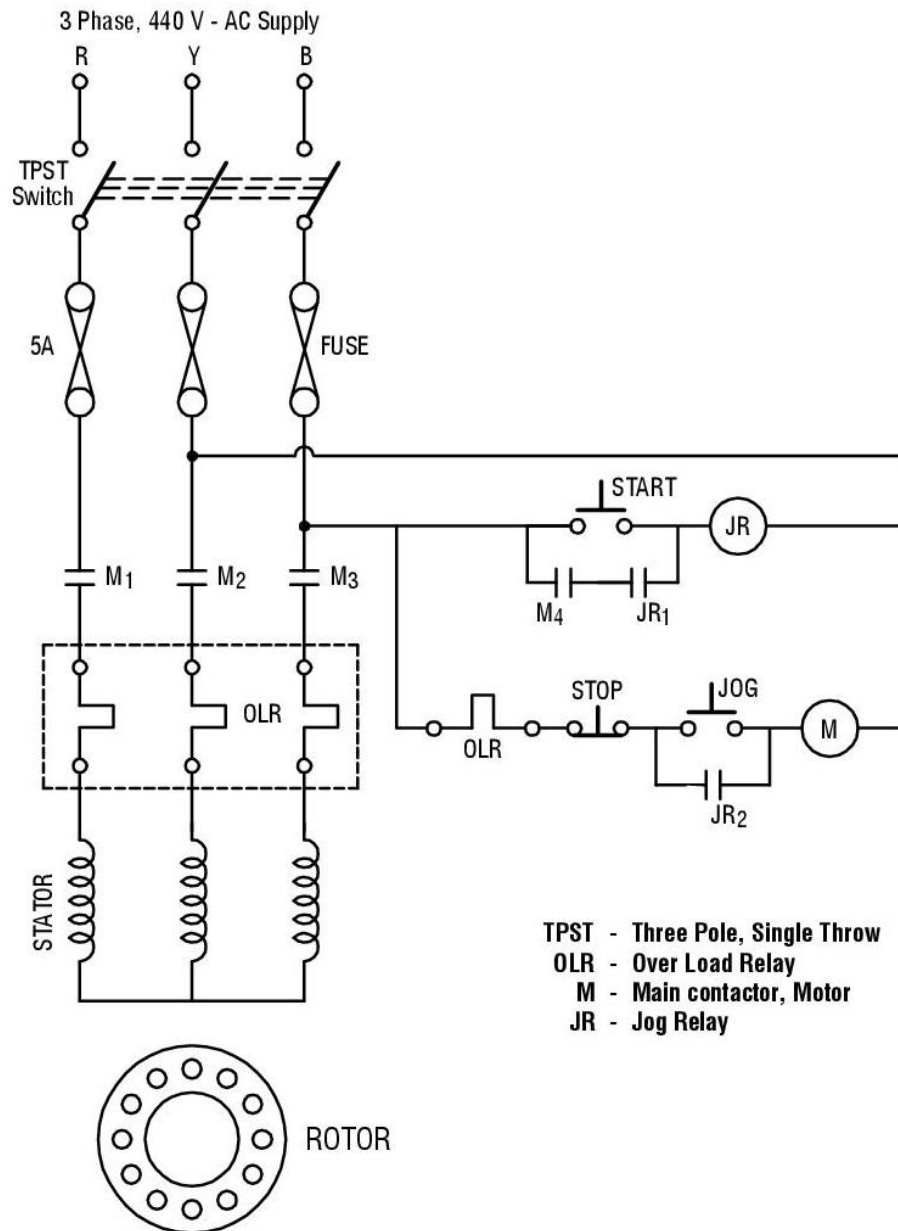 3 Phase, 440 V - AC Supply
R Y B
TPST
Switch
5A FUSE
START
JR
M1 M2 M3
M4 JR1
STOP JOG
OLR
OLR
M
JR2
STATOR
TPST - Three Pole, Single Throw
OLR - Over Load Relay
M - Main contactor, Motor
JR - Jog Relay
ROTOR